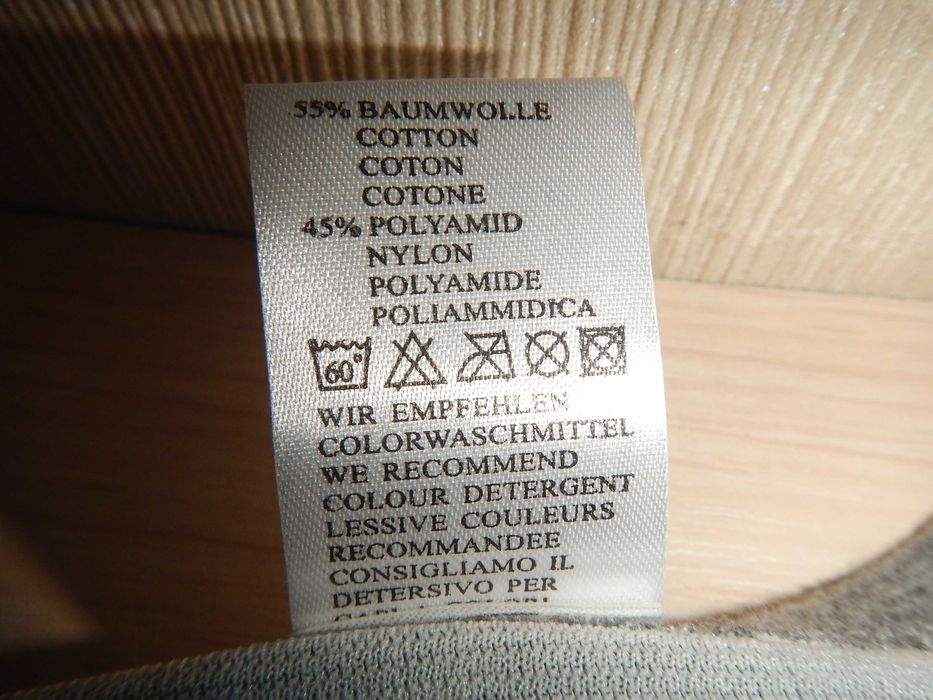 55% BAUMWOLLE
COTTON
COTON
COTONE
45% POLYAMID
NYLON
POLYAMIDE
POLIAMMIDICA
60°
WIR EMPFEHLEN
COLORWASCHMITTEL
WE RECOMMEND
COLOUR DETERGENT
LESSIVE COULEURS
RECOMMANDEE
CONSIGLIAMO IL
DETERSIVO PER